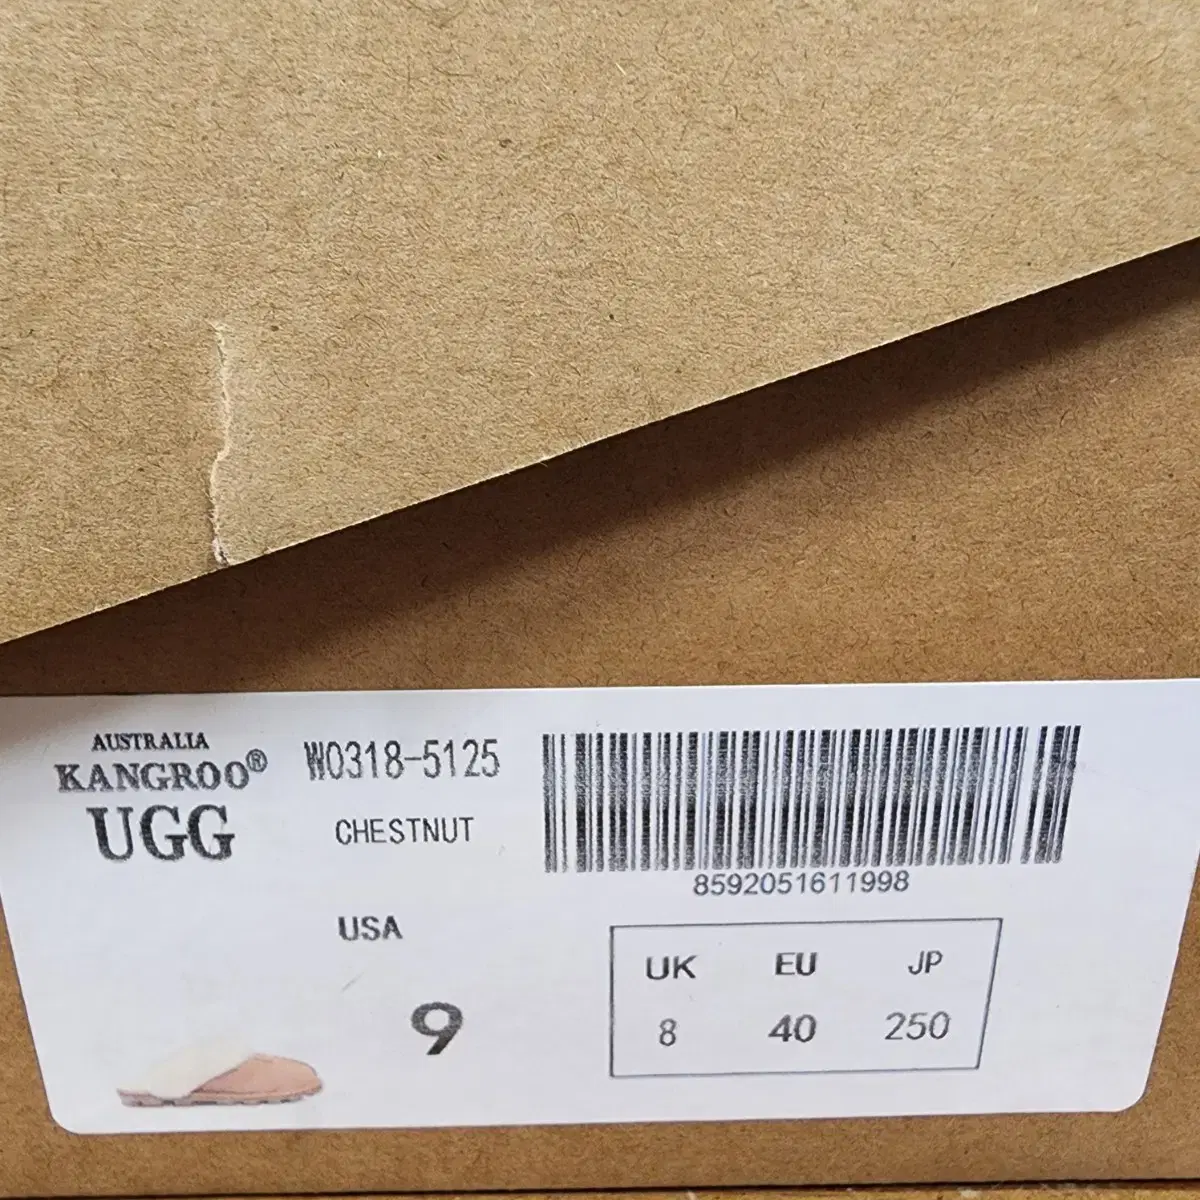 AUSTRALIA
KANGROO®
UGG
W0318-5125
CHESTNUT
8592051611998
USA
9
UK EU JP
8 40 250